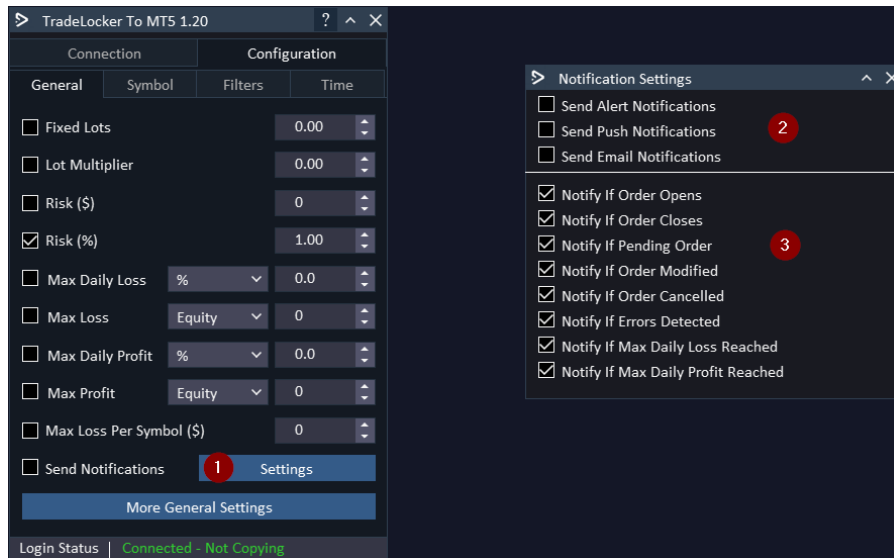 TradeLocker To MT5 1.20 ?
Connection Configuration
General Symbol Filters Time
Fixed Lots 0.00
Lot Multiplier 0.00
Risk ($) 0
Risk (%) 1.00
Max Daily Loss % 0.0
Max Loss Equity 0
Max Daily Profit % 0.0
Max Profit Equity 0
Max Loss Per Symbol ($) 0
Send Notifications 1 Settings
More General Settings
Login Status | Connected - Not Copying
Notification Settings
Send Alert Notifications
Send Push Notifications 2
Send Email Notifications
Notify If Order Opens
Notify If Order Closes
Notify If Pending Order 3
Notify If Order Modified
Notify If Order Cancelled
Notify If Errors Detected
Notify If Max Daily Loss Reached
Notify If Max Daily Profit Reached